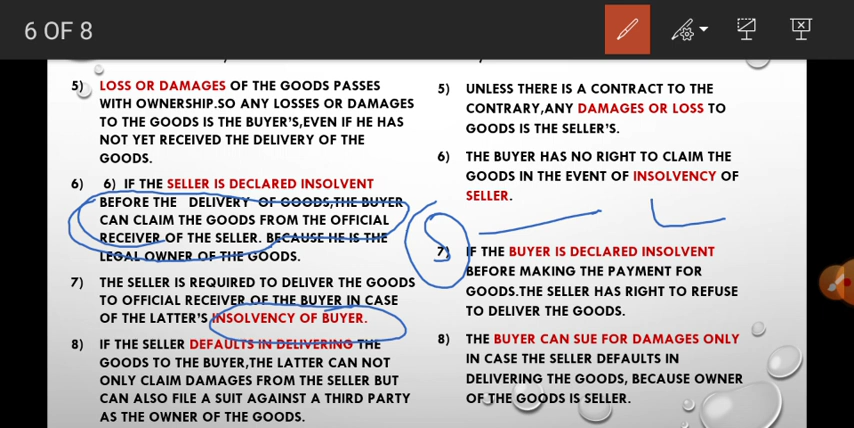 6 OF 8
5) LOSS OR DAMAGES OF THE GOODS PASSES
WITH OWNERSHIP.SO ANY LOSSES OR DAMAGES
TO THE GOODS IS THE BUYER'S,EVEN IF HE HAS
NOT YET RECEIVED THE DELIVERY OF THE
GOODS.
6) 6) IF THE SELLER IS DECLARED INSOLVENT
BEFORE THE DELIVERY OF GOODS,THE BUYER
CAN CLAIM THE GOODS FROM THE OFFICIAL
RECEIVER OF THE SELLER. BECAUSE HE IS THE
LEGAL OWNER OF THE GOODS.
7) THE SELLER IS REQUIRED TO DELIVER THE GOODS
TO OFFICIAL RECEIVER OF THE BUYER IN CASE
OF THE LATTER'S INSOLVENCY OF BUYER.
8) IF THE SELLER DEFAULTS IN DELIVERING THE
GOODS TO THE BUYER,THE LATTER CAN NOT
ONLY CLAIM DAMAGES FROM THE SELLER BUT
CAN ALSO FILE A SUIT AGAINST A THIRD PARTY
AS THE OWNER OF THE GOODS.
5) UNLESS THERE IS A CONTRACT TO THE
CONTRARY,ANY DAMAGES OR LOSS TO
GOODS IS THE SELLER'S.
6) THE BUYER HAS NO RIGHT TO CLAIM THE
GOODS IN THE EVENT OF INSOLVENCY OF
SELLER.
7) IF THE BUYER IS DECLARED INSOLVENT
BEFORE MAKING THE PAYMENT FOR
GOODS.THE SELLER HAS RIGHT TO REFUSE
TO DELIVER THE GOODS.
8) THE BUYER CAN SUE FOR DAMAGES ONLY
IN CASE THE SELLER DEFAULTS IN
DELIVERING THE GOODS, BECAUSE OWNER
OF THE GOODS IS SELLER.